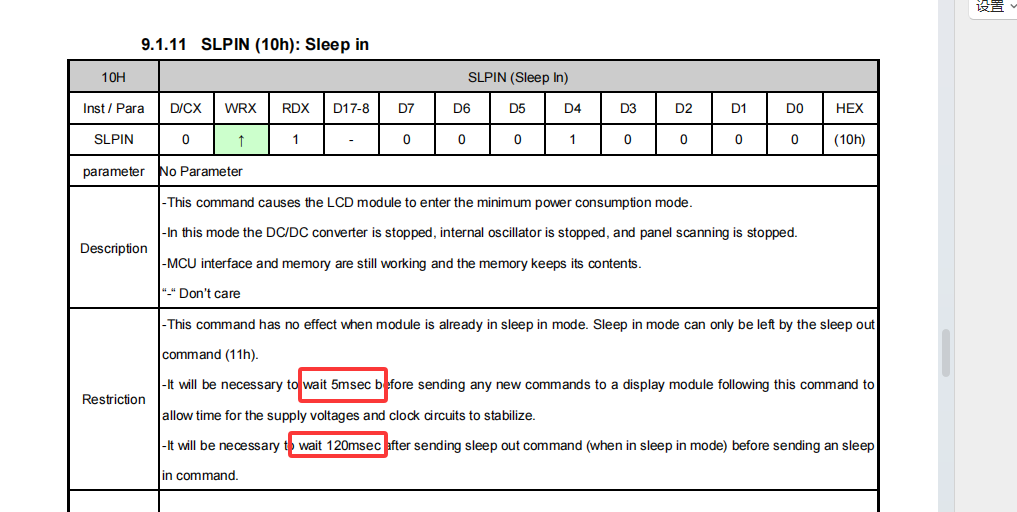 设置
9.1.11 SLPIN (10h): Sleep in
10H SLPIN (Sleep In)
Inst / Para D/CX WRX RDX D17-8 D7 D6 D5 D4 D3 D2 D1 D0 HEX
SLPIN 0 ↑ 1 - 0 0 0 1 0 0 0 0 (10h)
parameter No Parameter
Description
-This command causes the LCD module to enter the minimum power consumption mode.
-In this mode the DC/DC converter is stopped, internal oscillator is stopped, and panel scanning is stopped.
-MCU interface and memory are still working and the memory keeps its contents.
“-“ Don’t care
Restriction
-This command has no effect when module is already in sleep in mode. Sleep in mode can only be left by the sleep out
command (11h).
-It will be necessary to wait 5msec before sending any new commands to a display module following this command to
allow time for the supply voltages and clock circuits to stabilize.
-It will be necessary to wait 120msec after sending sleep out command (when in sleep in mode) before sending an sleep
in command.